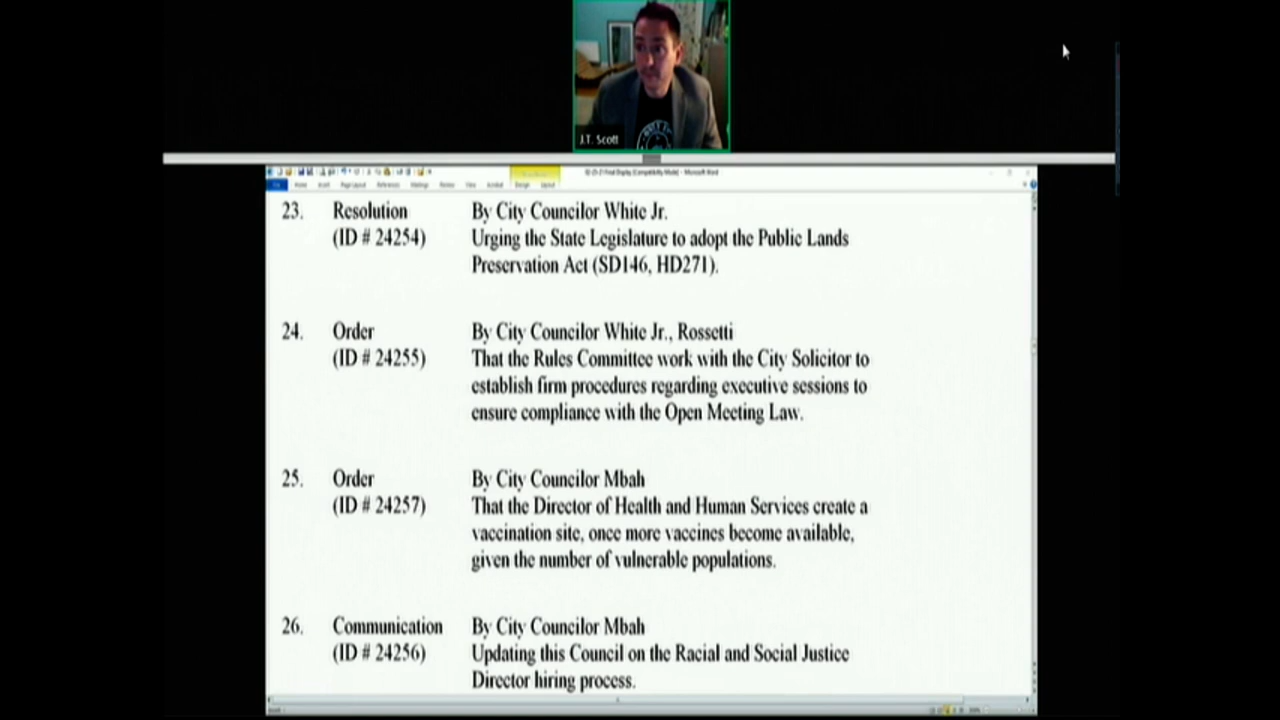 J.T. Scott
23. Resolution By City Councilor White Jr.
(ID # 24254) Urging the State Legislature to adopt the Public Lands
Preservation Act (SD146, HD271).
24. Order By City Councilor White Jr., Rossetti
(ID # 24255) That the Rules Committee work with the City Solicitor to
establish firm procedures regarding executive sessions to
ensure compliance with the Open Meeting Law.
25. Order By City Councilor Mbah
(ID # 24257) That the Director of Health and Human Services create a
vaccination site, once more vaccines become available,
given the number of vulnerable populations.
26. Communication By City Councilor Mbah
(ID # 24256) Updating this Council on the Racial and Social Justice
Director hiring process.